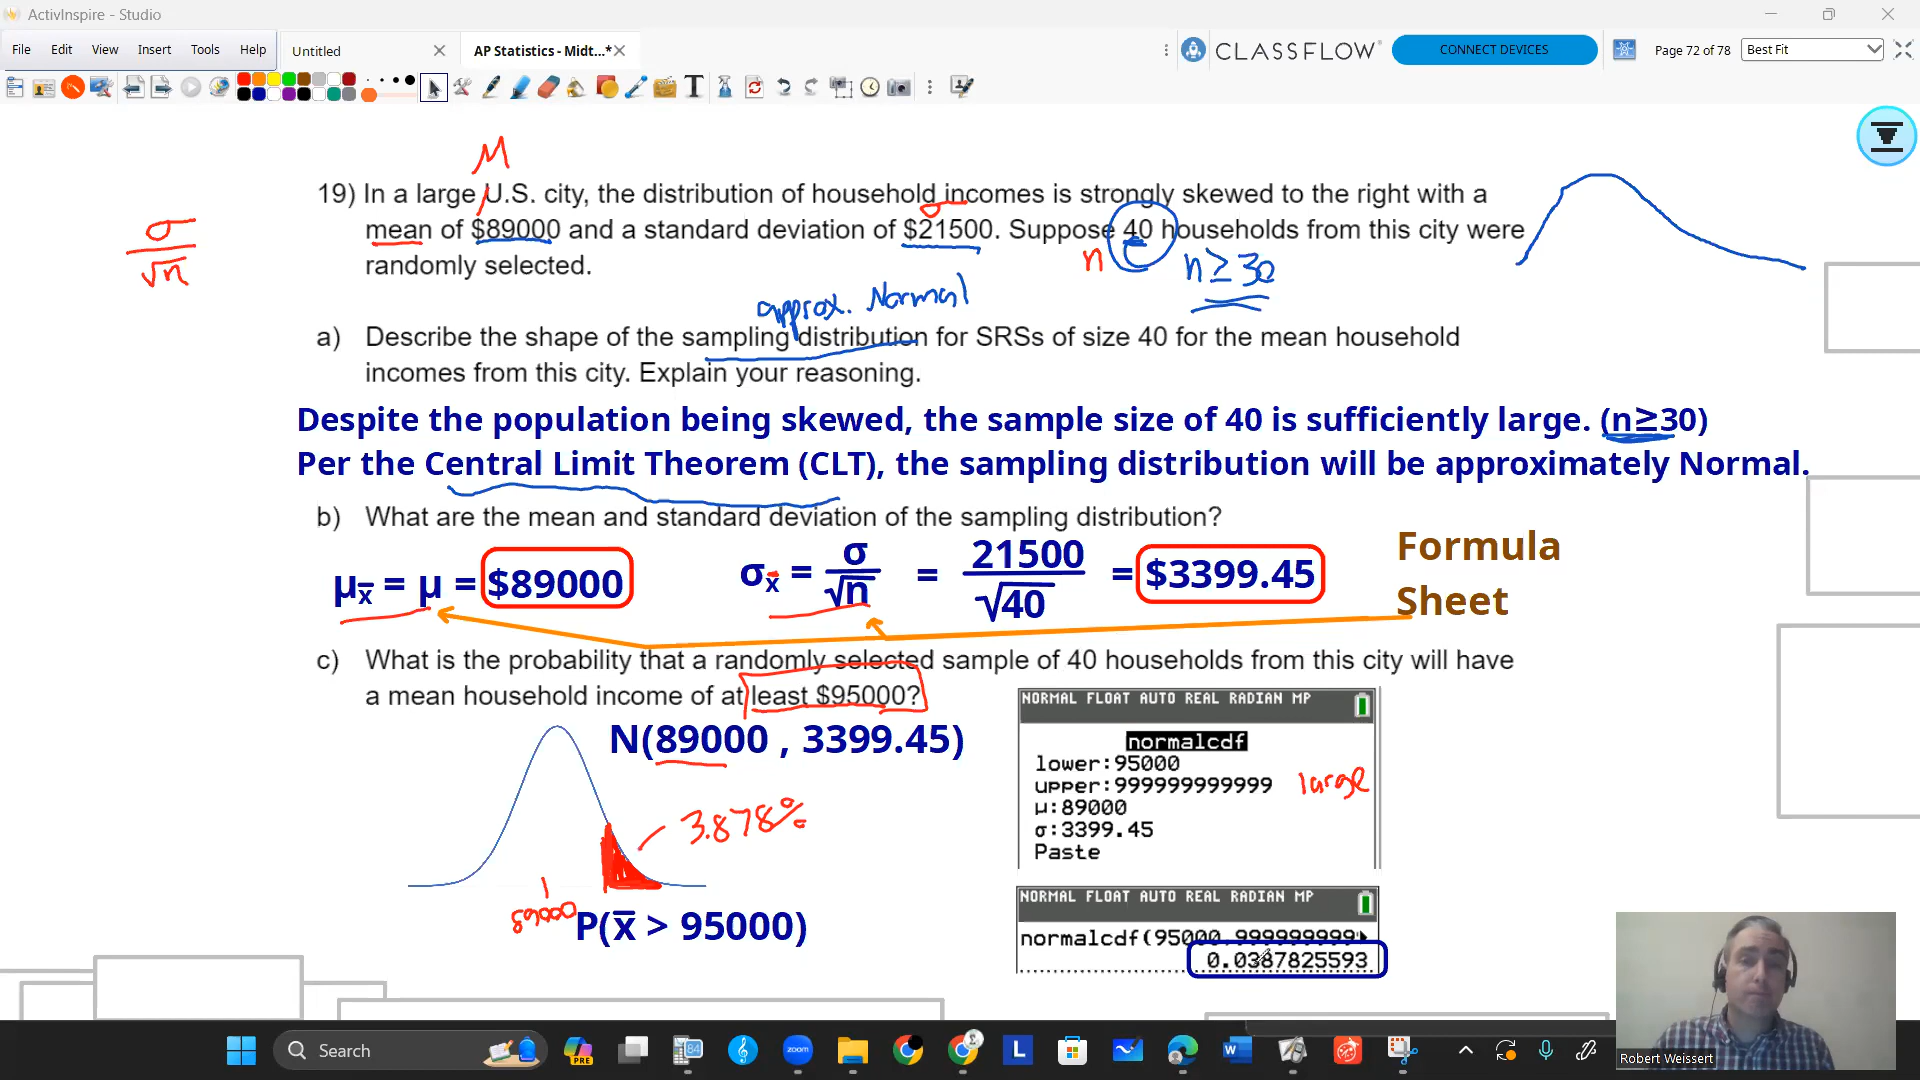 ActivInspire - Studio
File Edit View Insert Tools Help
Untitled
AP Statistics - Midt...*
CLASSFLOW
CONNECT DEVICES
Page 72 of 78
Best Fit
M
19) In a large U.S. city, the distribution of household incomes is strongly skewed to the right with a
σ
mean of $89000 and a standard deviation of $21500. Suppose 40 households from this city were
randomly selected.
σ
√n
n
n ≥ 30
approx. Normal
a) Describe the shape of the sampling distribution for SRSs of size 40 for the mean household
incomes from this city. Explain your reasoning.
Despite the population being skewed, the sample size of 40 is sufficiently large. (n≥30)
Per the Central Limit Theorem (CLT), the sampling distribution will be approximately Normal.
b) What are the mean and standard deviation of the sampling distribution?
μx̅ = μ = $89000
σx̅ = σ/√n = 21500/√40 = $3399.45
Formula
Sheet
c) What is the probability that a randomly selected sample of 40 households from this city will have
a mean household income of at least $95000?
N(89000 , 3399.45)
3.878%
89000
P(x̅ > 95000)
NORMAL FLOAT AUTO REAL RADIAN MP
normalcdf
lower:95000
upper:999999999999
large
μ:89000
σ:3399.45
Paste
NORMAL FLOAT AUTO REAL RADIAN MP
normalcdf(95000,999999999
0.0387825593
Robert Weissert
Search
PRE
84
zoom
L
W